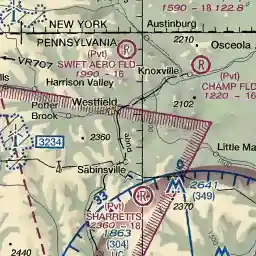 1590 - 18 122.8
NEW YORK
Austinburg
PENNSYLVANIA
R
2210
Osceola
SWIFT AERO FLD
1990 - 16
(Pvt)
Knoxville
R
VR707
Harrison Valley
(Pvt)
CHAMP FLD
1220 - 16
Westfield
2102
Potter
Brook
2360
3234
Little Ma
Sabinsville
R
2641
(349)
(Pvt)
SHARRETTS
2360 - 18
2370
1863
(304)
UC
2440